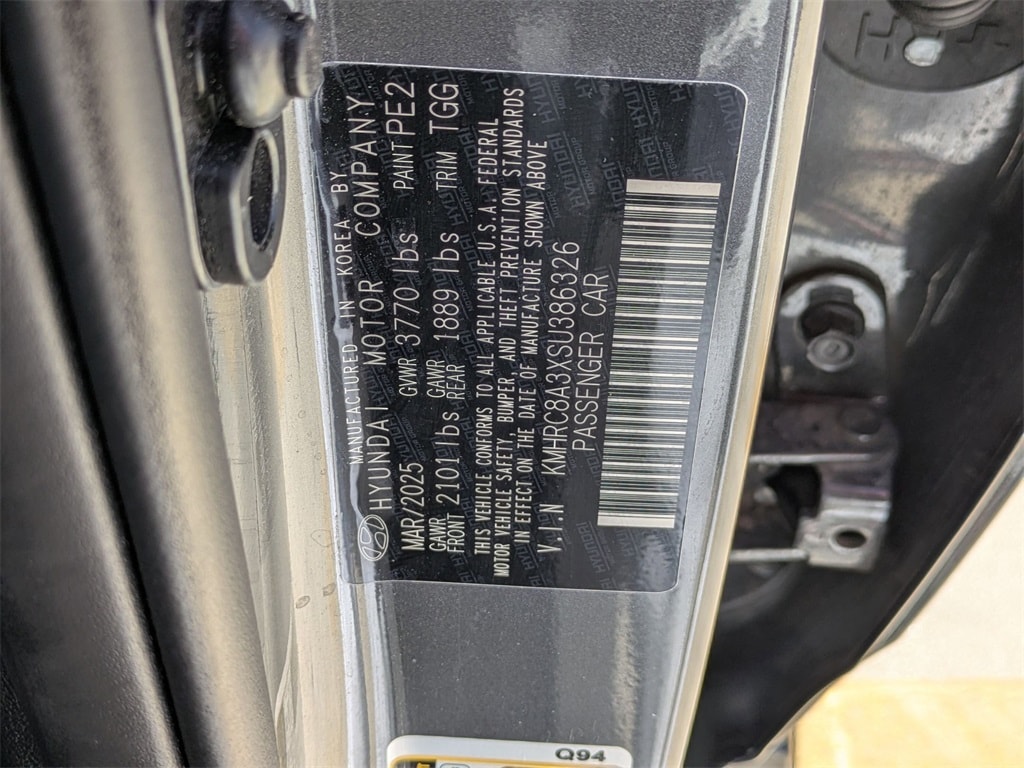 MANUFACTURED IN KOREA BY
HYUNDAI MOTOR COMPANY
MAR/2025 GVWR 3770 lbs PAINT PE2
GAWR FRONT 2101 lbs GAWR REAR 1889 lbs TRIM TGG
THIS VEHICLE CONFORMS TO ALL APPLICABLE U.S.A. FEDERAL
MOTOR VEHICLE SAFETY, BUMPER, AND THEFT PREVENTION STANDARDS
IN EFFECT ON THE DATE OF MANUFACTURE SHOWN ABOVE
V.I.N KMHRC8A3XSU386326
PASSENGER CAR
Q94